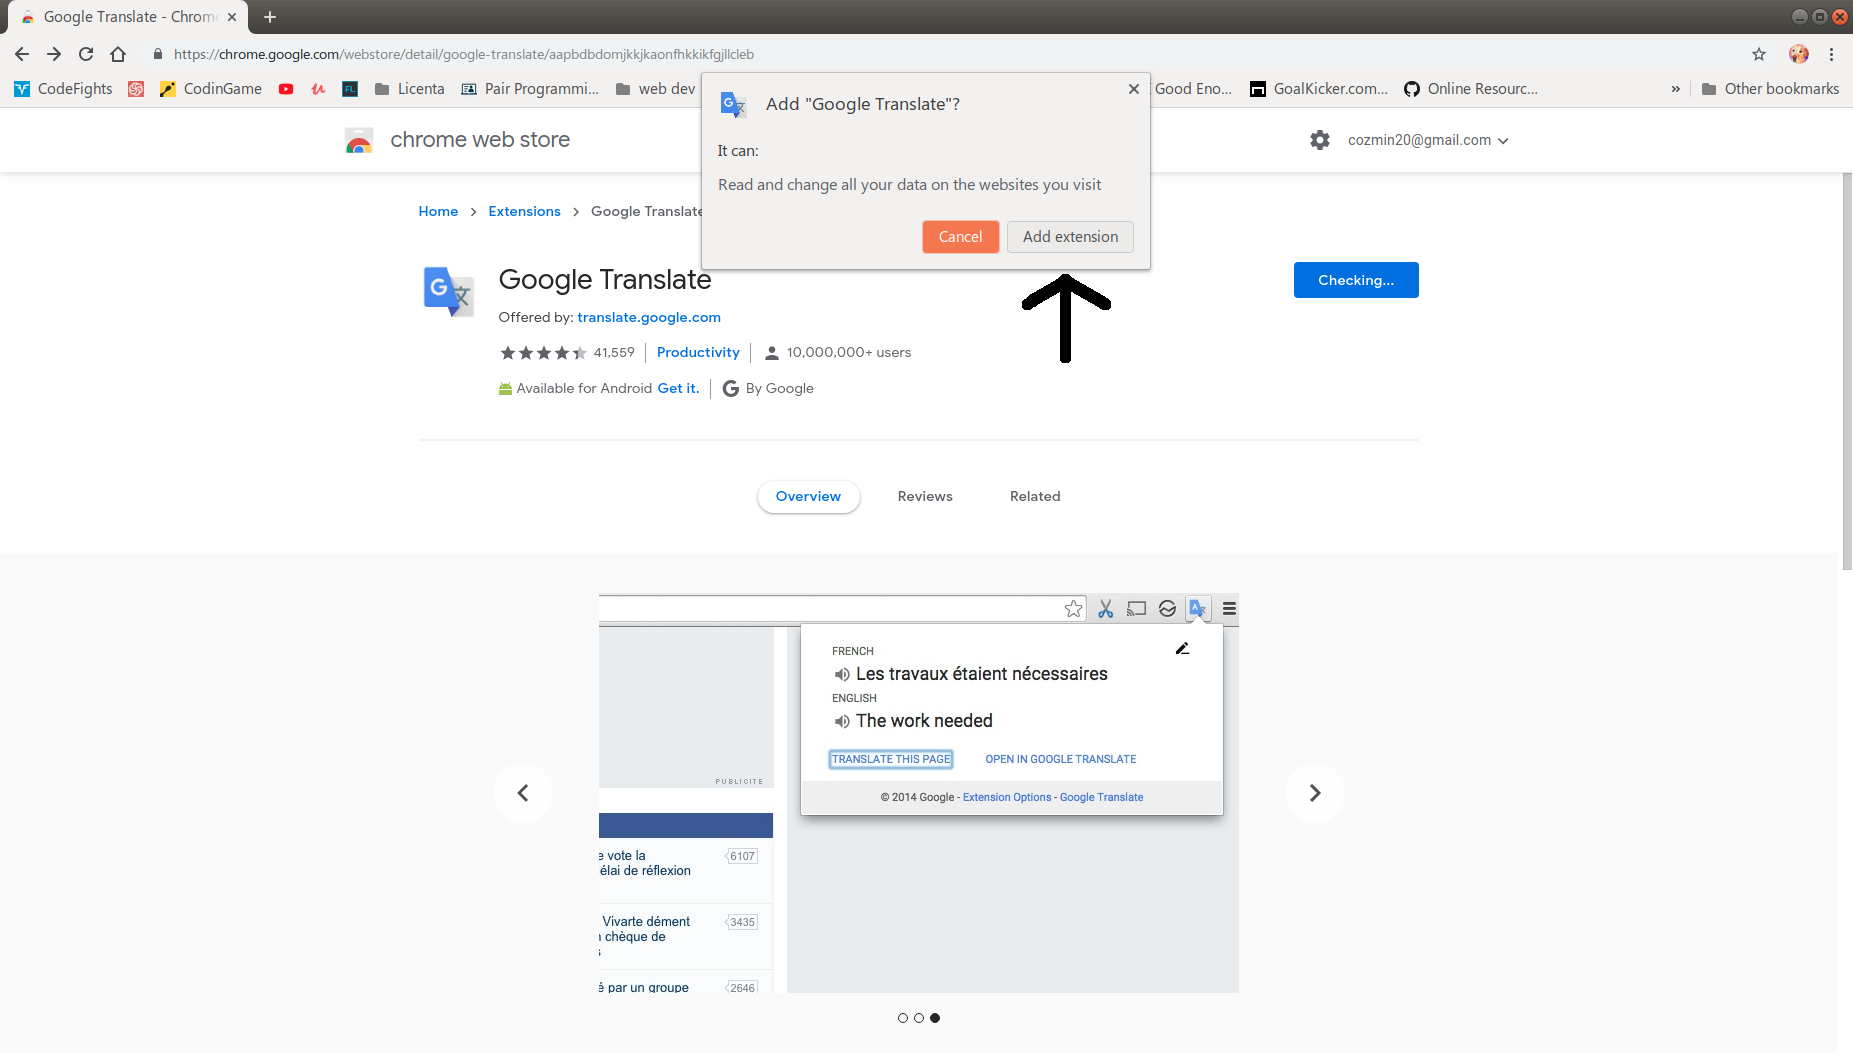 Google Translate - Chrom
https://chrome.google.com/webstore/detail/google-translate/aapbdbdomjkkjkaonfhkkikfgjllcleb
CodeFights CodingGame FL Licenta Pair Programmi... web dev Good Eno... GoalKicker.com... Online Resourc... » Other bookmarks
Add "Google Translate"?
It can:
Read and change all your data on the websites you visit
Cancel Add extension
chrome web store cozmin20@gmail.com
Home > Extensions > Google Translate
Google Translate
Checking...
Offered by: translate.google.com
41,559 Productivity 10,000,000+ users
Available for Android Get it. By Google
Overview Reviews Related
FRENCH
Les travaux étaient nécessaires
ENGLISH
The work needed
TRANSLATE THIS PAGE OPEN IN GOOGLE TRANSLATE
© 2014 Google - Extension Options - Google Translate
PUBLICITE
e vote la 6107
élai de réflexion
Vivarte dément 3435
n chèque de
s
é par un groupe 2646